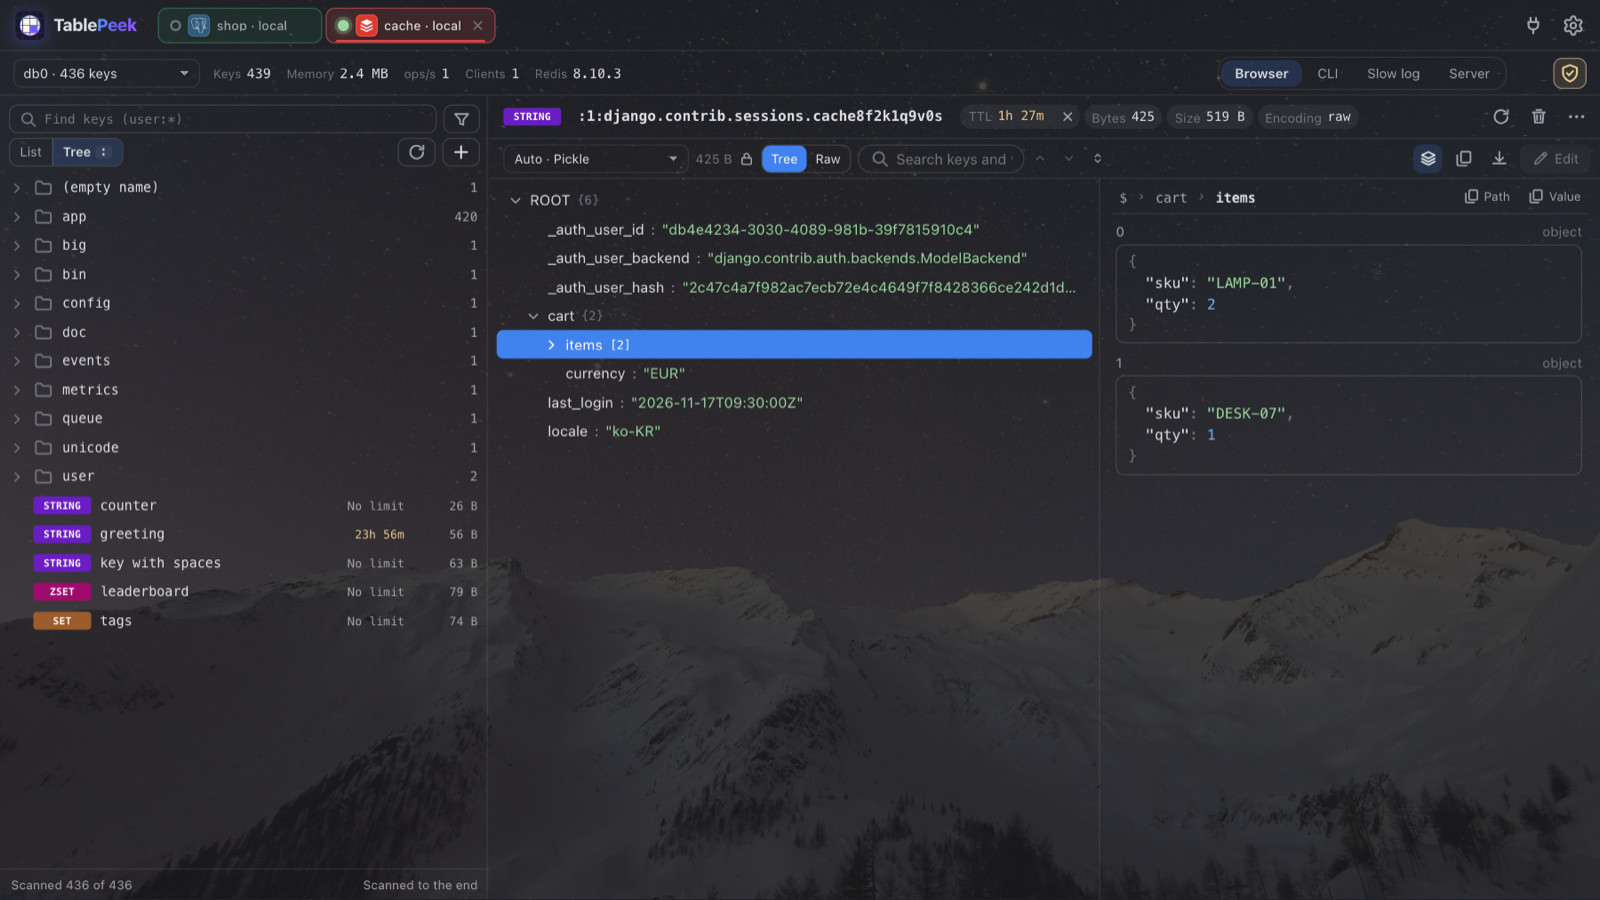 TablePeek
shop · local
cache · local
db0 · 436 keys
Keys 439
Memory 2.4 MB
ops/s 1
Clients 1
Redis 8.10.3
Browser
CLI
Slow log
Server
Find keys (user:*)
List
Tree :
(empty name) 1
app 420
big 1
bin 1
config 1
doc 1
events 1
metrics 1
queue 1
unicode 1
user 2
STRING counter No limit 26 B
STRING greeting 23h 56m 56 B
STRING key with spaces No limit 63 B
ZSET leaderboard No limit 79 B
SET tags No limit 74 B
Scanned 436 of 436
Scanned to the end
STRING :1:django.contrib.sessions.cache8f2k1q9v0s
TTL 1h 27m
Bytes 425
Size 519 B
Encoding raw
Auto · Pickle
425 B
Tree
Raw
Search keys and
Edit
ROOT {6}
_auth_user_id : "db4e4234-3030-4089-981b-39f7815910c4"
_auth_user_backend : "django.contrib.auth.backends.ModelBackend"
_auth_user_hash : "2c47c4a7f982ac7ecb72e4c4649f7f8428366ce242d1d...
cart {2}
items [2]
currency : "EUR"
last_login : "2026-11-17T09:30:00Z"
locale : "ko-KR"
$ › cart › items
Path
Value
0 object
{
"sku": "LAMP-01",
"qty": 2
}
1 object
{
"sku": "DESK-07",
"qty": 1
}